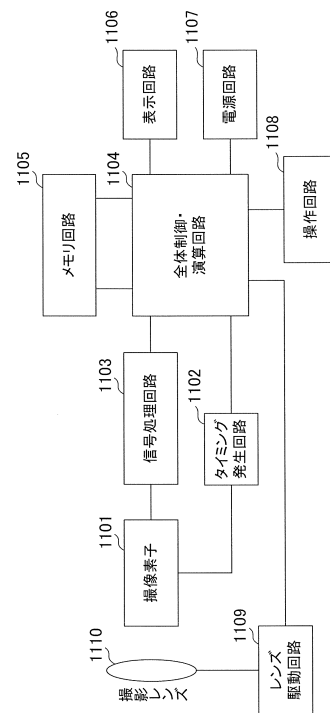 1110
撮影レンズ
1101
撮像素子
1103
信号処理回路
1102
タイミング
発生回路
1109
レンズ
駆動回路
1105
メモリ回路
1104
全体制御・
演算回路
1106
表示回路
1107
電源回路
1108
操作回路